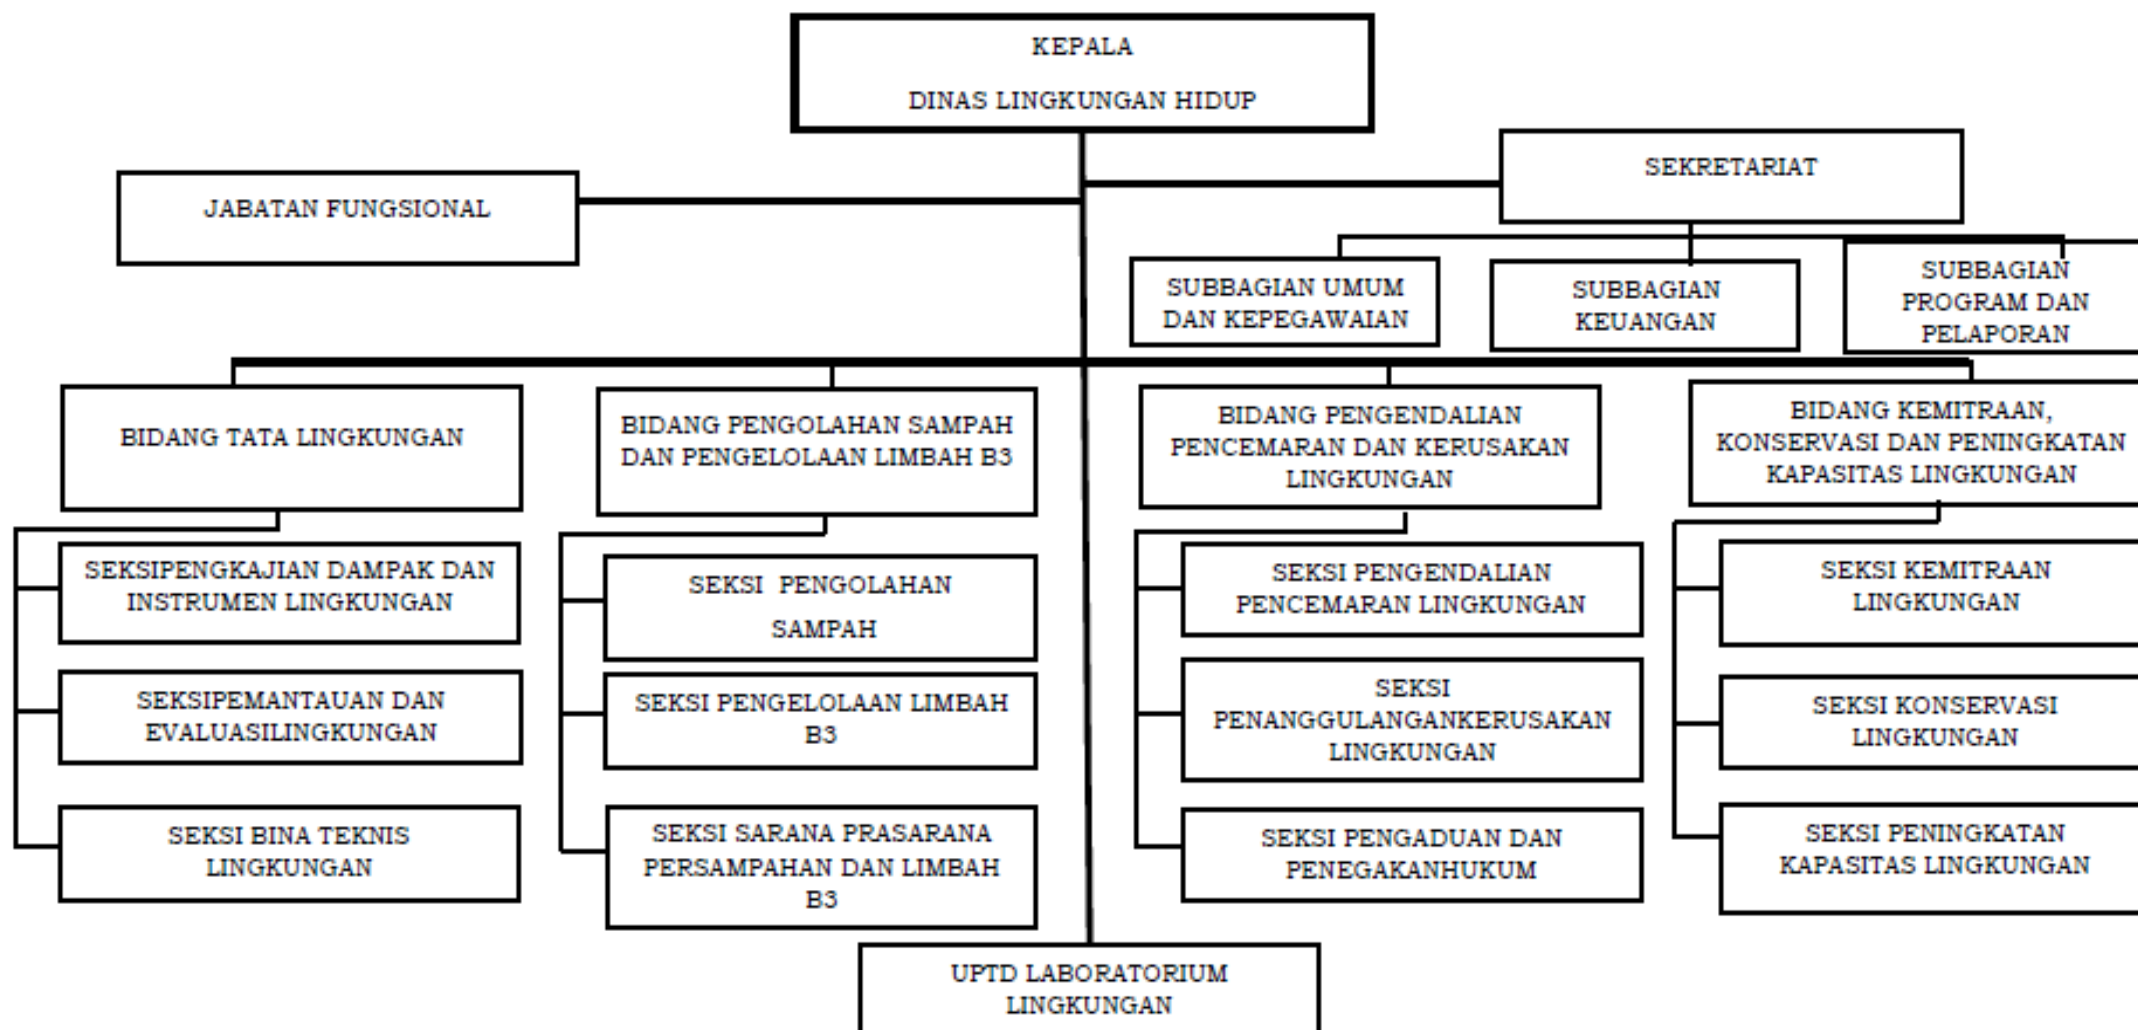 KEPALA
DINAS LINGKUNGAN HIDUP
SEKRETARIAT
JABATAN FUNGSIONAL
SUBBAGIAN UMUM
DAN KEPEGAWAIAN
SUBBAGIAN
KEUANGAN
SUBBAGIAN
PROGRAM DAN
PELAPORAN
BIDANG TATA LINGKUNGAN
BIDANG PENGOLAHAN SAMPAH
DAN PENGELOLAAN LIMBAH B3
BIDANG PENGENDALIAN
PENCEMARAN DAN KERUSAKAN
LINGKUNGAN
BIDANG KEMITRAAN,
KONSERVASI DAN PENINGKATAN
KAPASITAS LINGKUNGAN
SEKSIPENGKAJIAN DAMPAK DAN
INSTRUMEN LINGKUNGAN
SEKSIPEMANTAUAN DAN
EVALUASILINGKUNGAN
SEKSI BINA TEKNIS
LINGKUNGAN
SEKSI  PENGOLAHAN
SAMPAH
SEKSI PENGELOLAAN LIMBAH
B3
SEKSI SARANA PRASARANA
PERSAMPAHAN DAN LIMBAH
B3
SEKSI PENGENDALIAN
PENCEMARAN LINGKUNGAN
SEKSI
PENANGGULANGANKERUSAKAN
LINGKUNGAN
SEKSI PENGADUAN DAN
PENEGAKANHUKUM
SEKSI KEMITRAAN
LINGKUNGAN
SEKSI KONSERVASI
LINGKUNGAN
SEKSI PENINGKATAN
KAPASITAS LINGKUNGAN
UPTD LABORATORIUM
LINGKUNGAN